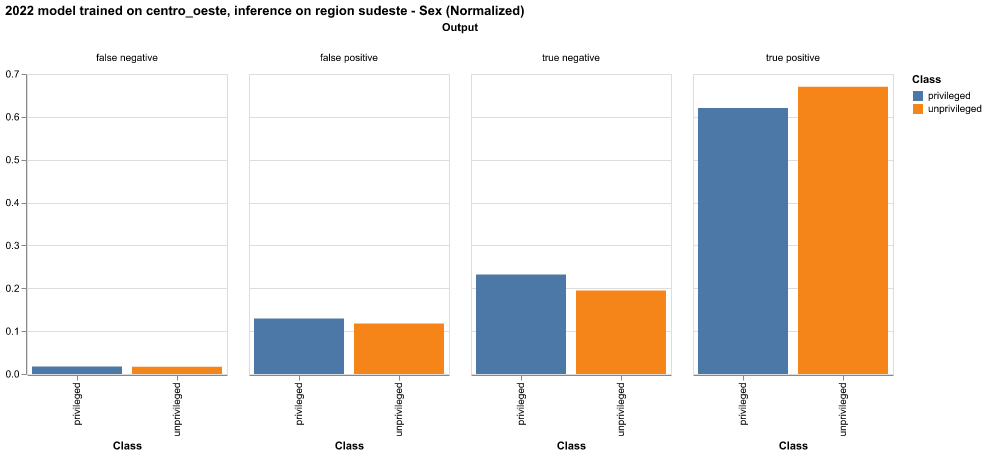 2022 model trained on centro_oeste, inference on region sudeste - Sex (Normalized)
Output
false negative
false positive
true negative
true positive
0.7
0.6
0.5
0.4
0.3
0.2
0.1
0.0
privileged
unprivileged
privileged
unprivileged
privileged
unprivileged
privileged
unprivileged
Class
Class
Class
Class
Class
privileged
unprivileged